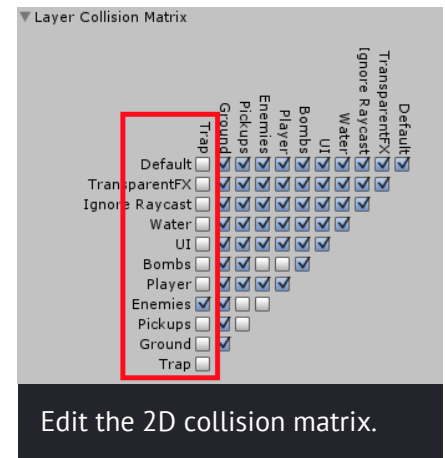 Layer Collision Matrix
Trap
Ground
Pickups
Enemies
Player
Bombs
UI
Water
Ignore Raycast
TransparentFX
Default
Default
TransparentFX
Ignore Raycast
Water
UI
Bombs
Player
Enemies
Pickups
Ground
Trap
Edit the 2D collision matrix.